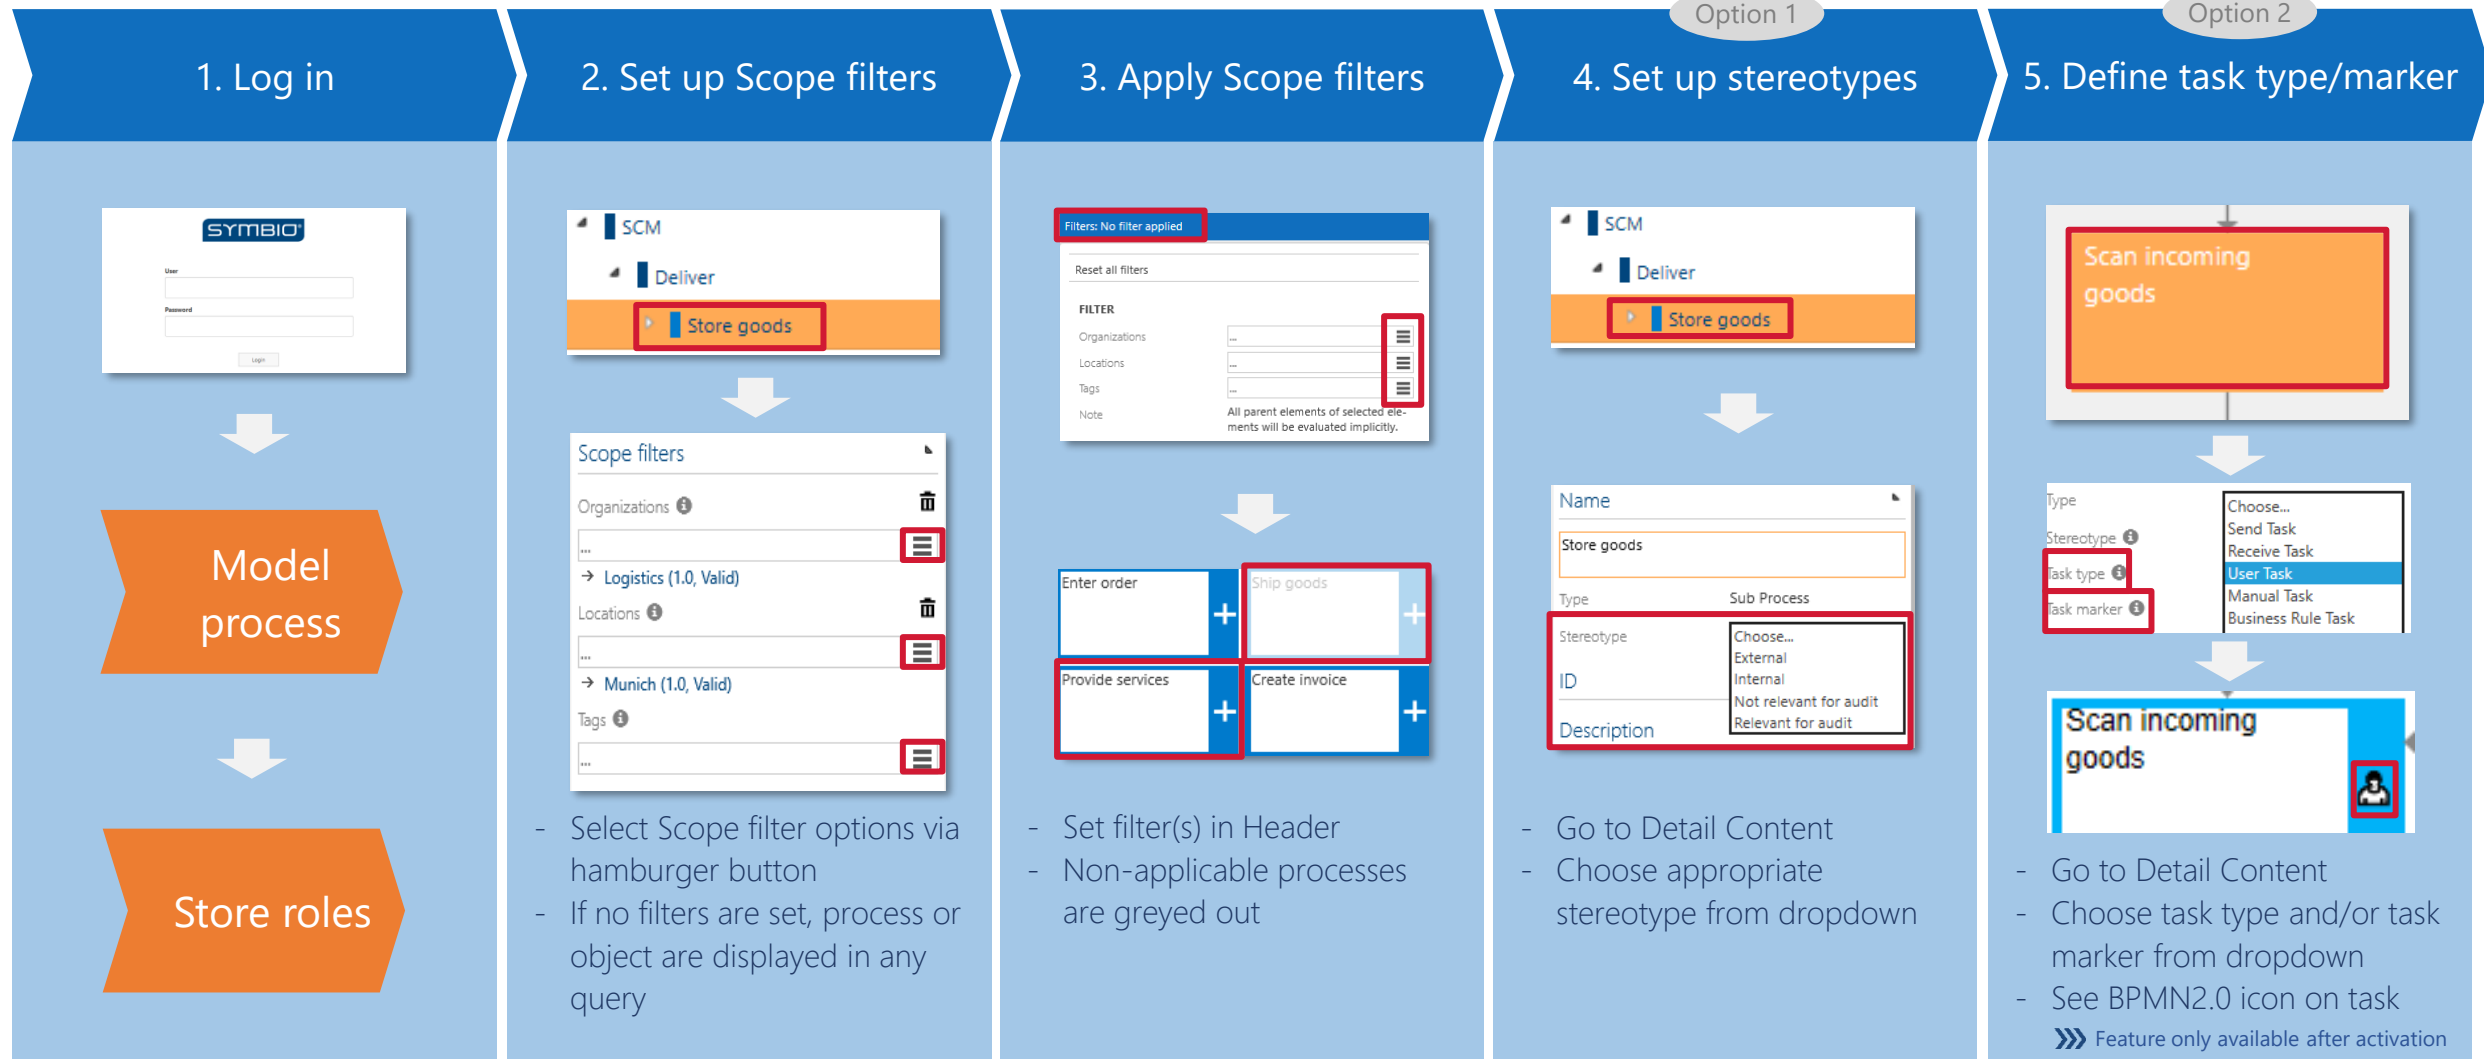 1. Log in
SYMBIO
User
Password
Login
Model
process
Store roles
2. Set up Scope filters
SCM
Deliver
Store goods
Scope filters
Organizations
...
→ Logistics (1.0, Valid)
Locations
...
→ Munich (1.0, Valid)
Tags
...
- Select Scope filter options via
hamburger button
- If no filters are set, process or
object are displayed in any
query
3. Apply Scope filters
Filters: No filter applied
Reset all filters
FILTER
Organizations ...
Locations ...
Tags ...
Note All parent elements of selected ele-
ments will be evaluated implicitly.
Enter order
Ship goods
Provide services
Create invoice
- Set filter(s) in Header
- Non-applicable processes
are greyed out
Option 1
4. Set up stereotypes
SCM
Deliver
Store goods
Name
Store goods
Type Sub Process
Stereotype
Choose...
External
Internal
Not relevant for audit
Relevant for audit
ID
Description
- Go to Detail Content
- Choose appropriate
stereotype from dropdown
Option 2
5. Define task type/marker
Scan incoming
goods
Type
Stereotype
Task type
Task marker
Choose...
Send Task
Receive Task
User Task
Manual Task
Business Rule Task
Scan incoming
goods
- Go to Detail Content
- Choose task type and/or task
marker from dropdown
- See BPMN2.0 icon on task
Feature only available after activation